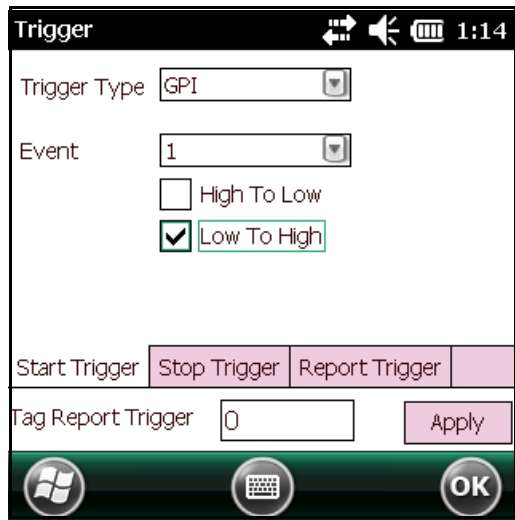 Trigger 1:14
Trigger Type GPI
Event 1
High To Low
Low To High
Start Trigger Stop Trigger Report Trigger
Tag Report Trigger 0 Apply
OK